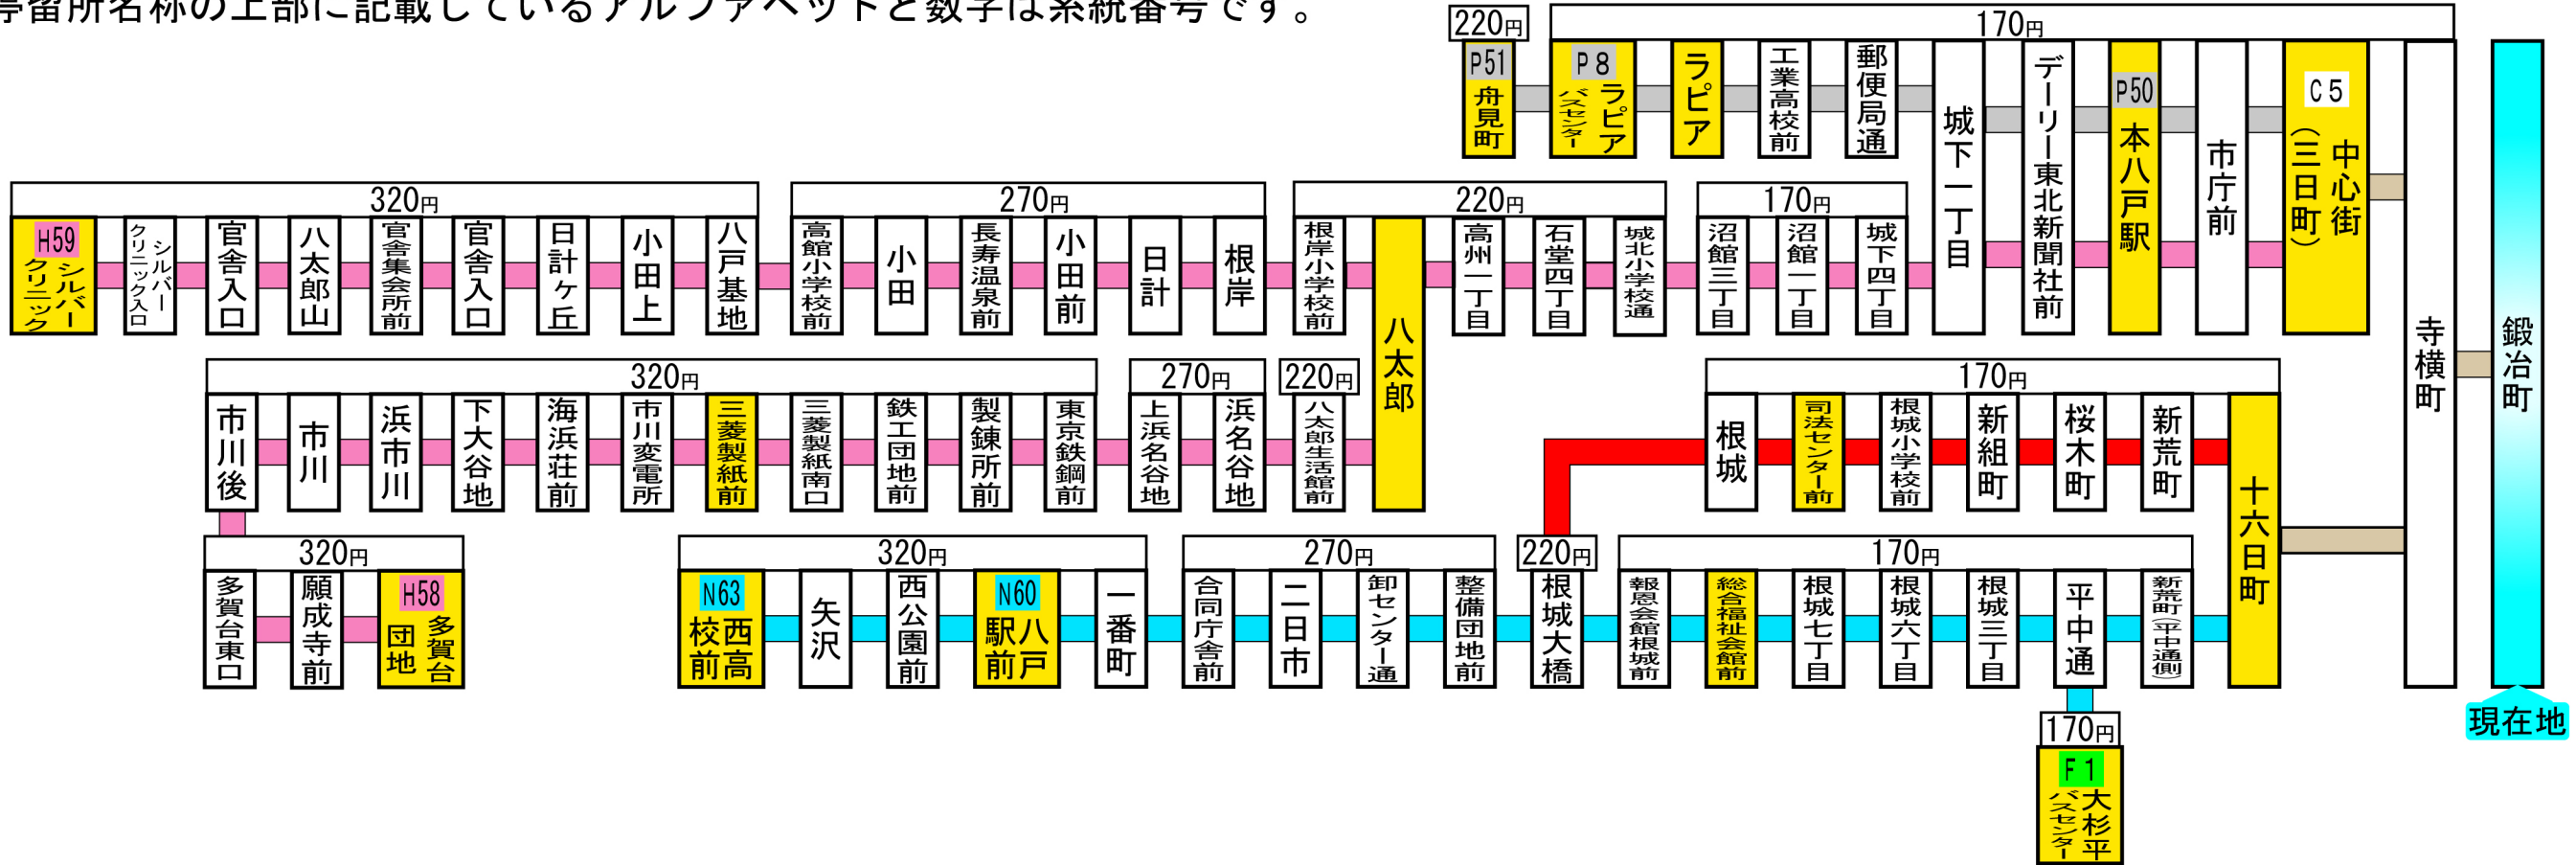 停留所名称の上部に記載しているアルファベットと数字は系統番号です。
220円
170円
P51
舟見町
P 8
ラピア
バスセンター
ラピア
工業高校前
郵便局通
城下一丁目
デーリー東北新聞社前
P50
本八戸駅
市庁前
C 5
中心街
(三日町)
寺横町
鍛冶町
現在地
320円
270円
220円
170円
H59
シルバー
クリニック
シルバー
クリニック入口
官舎入口
八太郎山
官舎集会所前
官舎入口
日計ヶ丘
小田上
八戸基地
高館小学校前
小田
長寿温泉前
小田前
日計
根岸
根岸小学校前
八太郎
高州一丁目
石堂四丁目
城北小学校通
沼館三丁目
沼館一丁目
城下四丁目
320円
270円
220円
170円
市川後
市川
浜市川
下大谷地
海浜荘前
市川変電所
三菱製紙前
三菱製紙南口
鉄工団地前
製錬所前
東京鉄鋼前
上浜名谷地
浜名谷地
八太郎生活館前
根城
司法センター前
根城小学校前
新組町
桜木町
新荒町
十六日町
320円
320円
270円
220円
170円
多賀台東口
願成寺前
H58
多賀台
団地
N63
西高
校前
矢沢
西公園前
N60
八戸
駅前
一番町
合同庁舎前
二日市
卸センター通
整備団地前
根城大橋
報恩会館根城前
総合福祉会館前
根城七丁目
根城六丁目
根城三丁目
平中通
新荒町(平中通側)
170円
F 1
大杉平
バスセンター